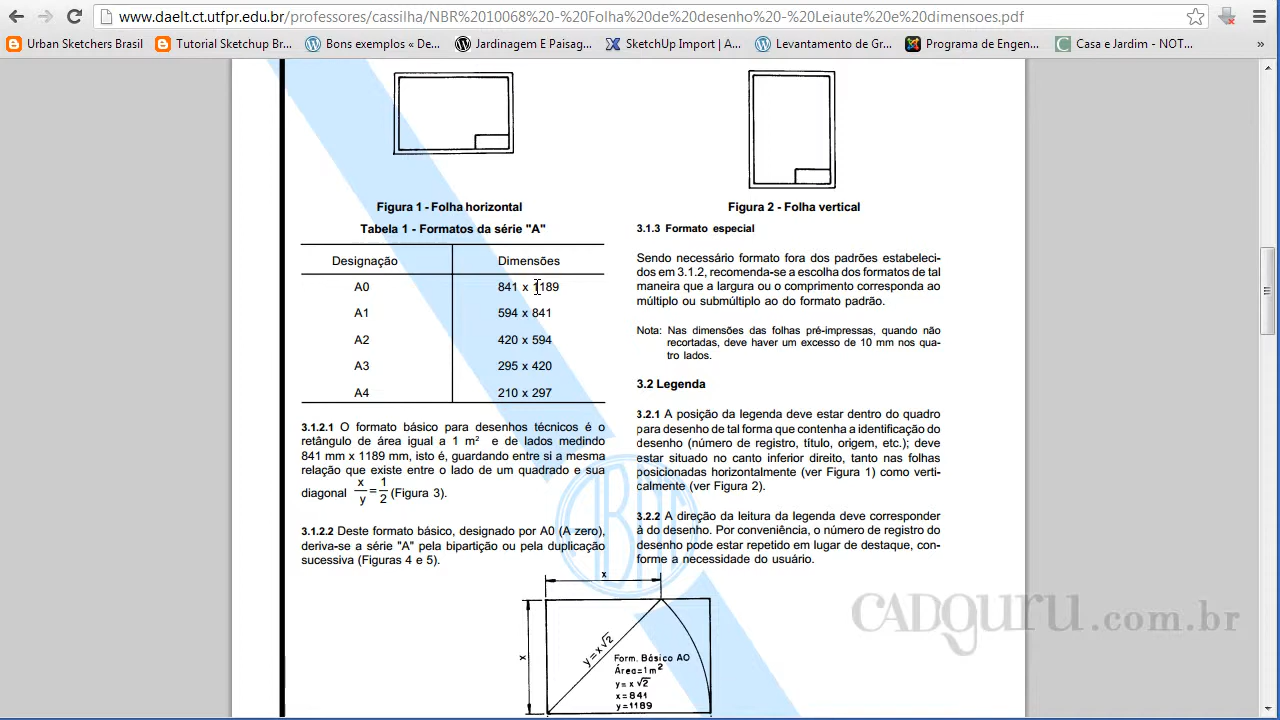 www.daelt.ct.utfpr.edu.br/professores/cassilha/NBR%2010068%20-%20Folha%20de%20desenho%20-%20Leiaute%20e%20dimensoes.pdf
Urban Sketchers Brasil
Tutorial Sketchup Br...
Bons exemplos « De...
Jardinagem E Paisag...
SketchUp Import | A...
Levantamento de Gr...
Programa de Engen...
Casa e Jardim - NOT...
»
Figura 1 - Folha horizontal
Tabela 1 - Formatos da série "A"
Designação Dimensões
A0 841 x 1189
A1 594 x 841
A2 420 x 594
A3 295 x 420
A4 210 x 297
3.1.2.1 O formato básico para desenhos técnicos é o
retângulo de área igual a 1 m² e de lados medindo
841 mm x 1189 mm, isto é, guardando entre si a mesma
relação que existe entre o lado de um quadrado e sua
diagonal x/y = 1/2 (Figura 3).
3.1.2.2 Deste formato básico, designado por A0 (A zero),
deriva-se a série "A" pela bipartição ou pela duplicação
sucessiva (Figuras 4 e 5).
Figura 2 - Folha vertical
3.1.3 Formato especial
Sendo necessário formato fora dos padrões estabeleci-
dos em 3.1.2, recomenda-se a escolha dos formatos de tal
maneira que a largura ou o comprimento corresponda ao
múltiplo ou submúltiplo ao do formato padrão.
Nota: Nas dimensões das folhas pré-impressas, quando não
recortadas, deve haver um excesso de 10 mm nos qua-
tro lados.
3.2 Legenda
3.2.1 A posição da legenda deve estar dentro do quadro
para desenho de tal forma que contenha a identificação do
desenho (número de registro, título, origem, etc.); deve
estar situado no canto inferior direito, tanto nas folhas
posicionadas horizontalmente (ver Figura 1) como verti-
calmente (ver Figura 2).
3.2.2 A direção da leitura da legenda deve corresponder
à do desenho. Por conveniência, o número de registro do
desenho pode estar repetido em lugar de destaque, con-
forme a necessidade do usuário.
x
x
y = x√2
Form. Básico A0
Área=1m²
y= x√2
x=841
y=1189
ABNT
CADguru.com.br